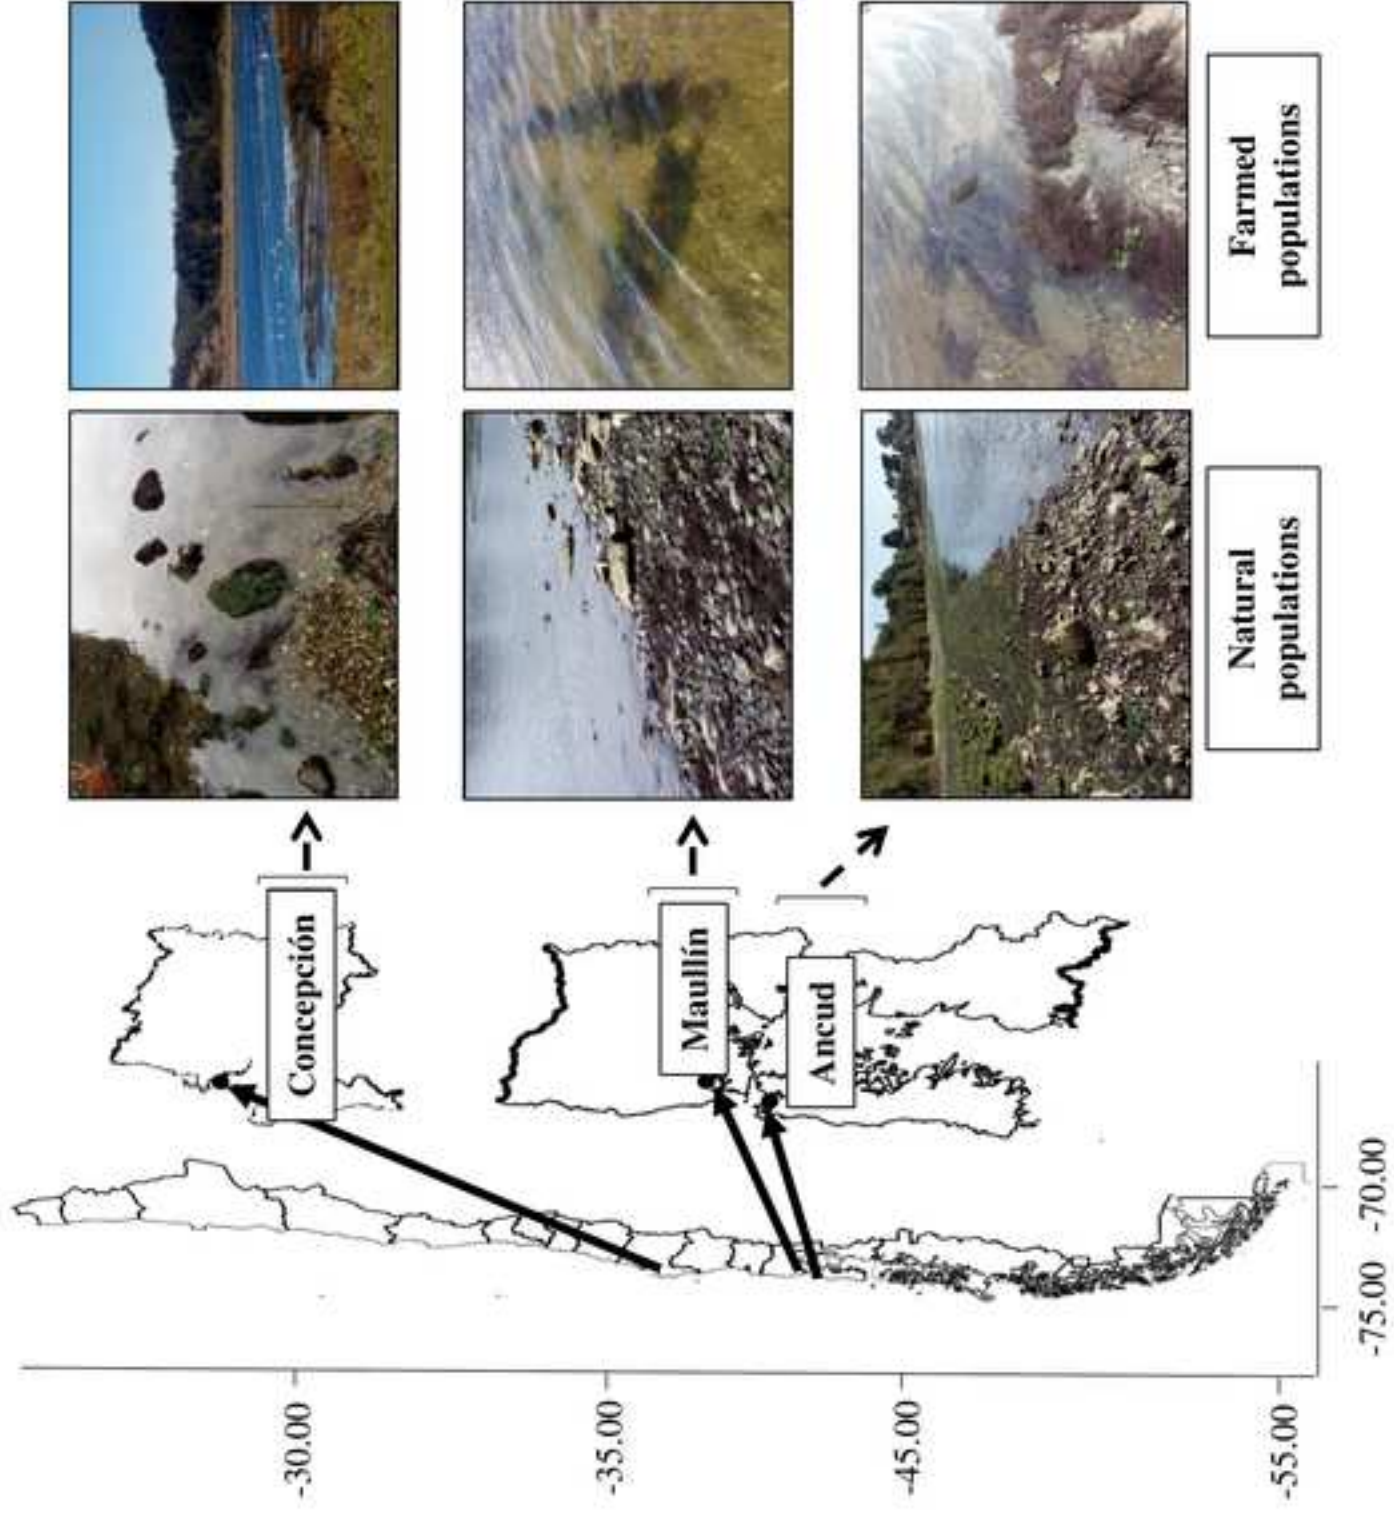 Concepción
Maullín
Ancud
-30.00
-35.00
-45.00
-55.00
-75.00
-70.00
Natural
populations
Farmed
populations